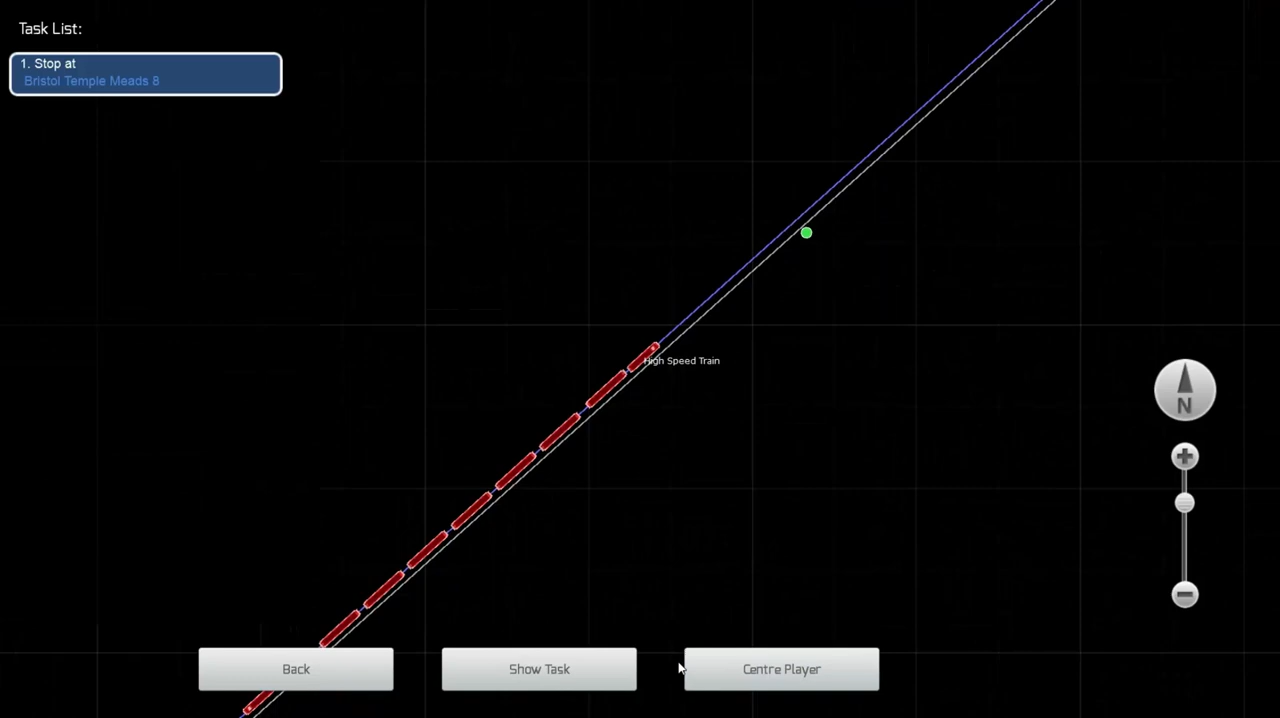 Task List:
1. Stop at
Bristol Temple Meads 8
High Speed Train
N
Back
Show Task
Centre Player